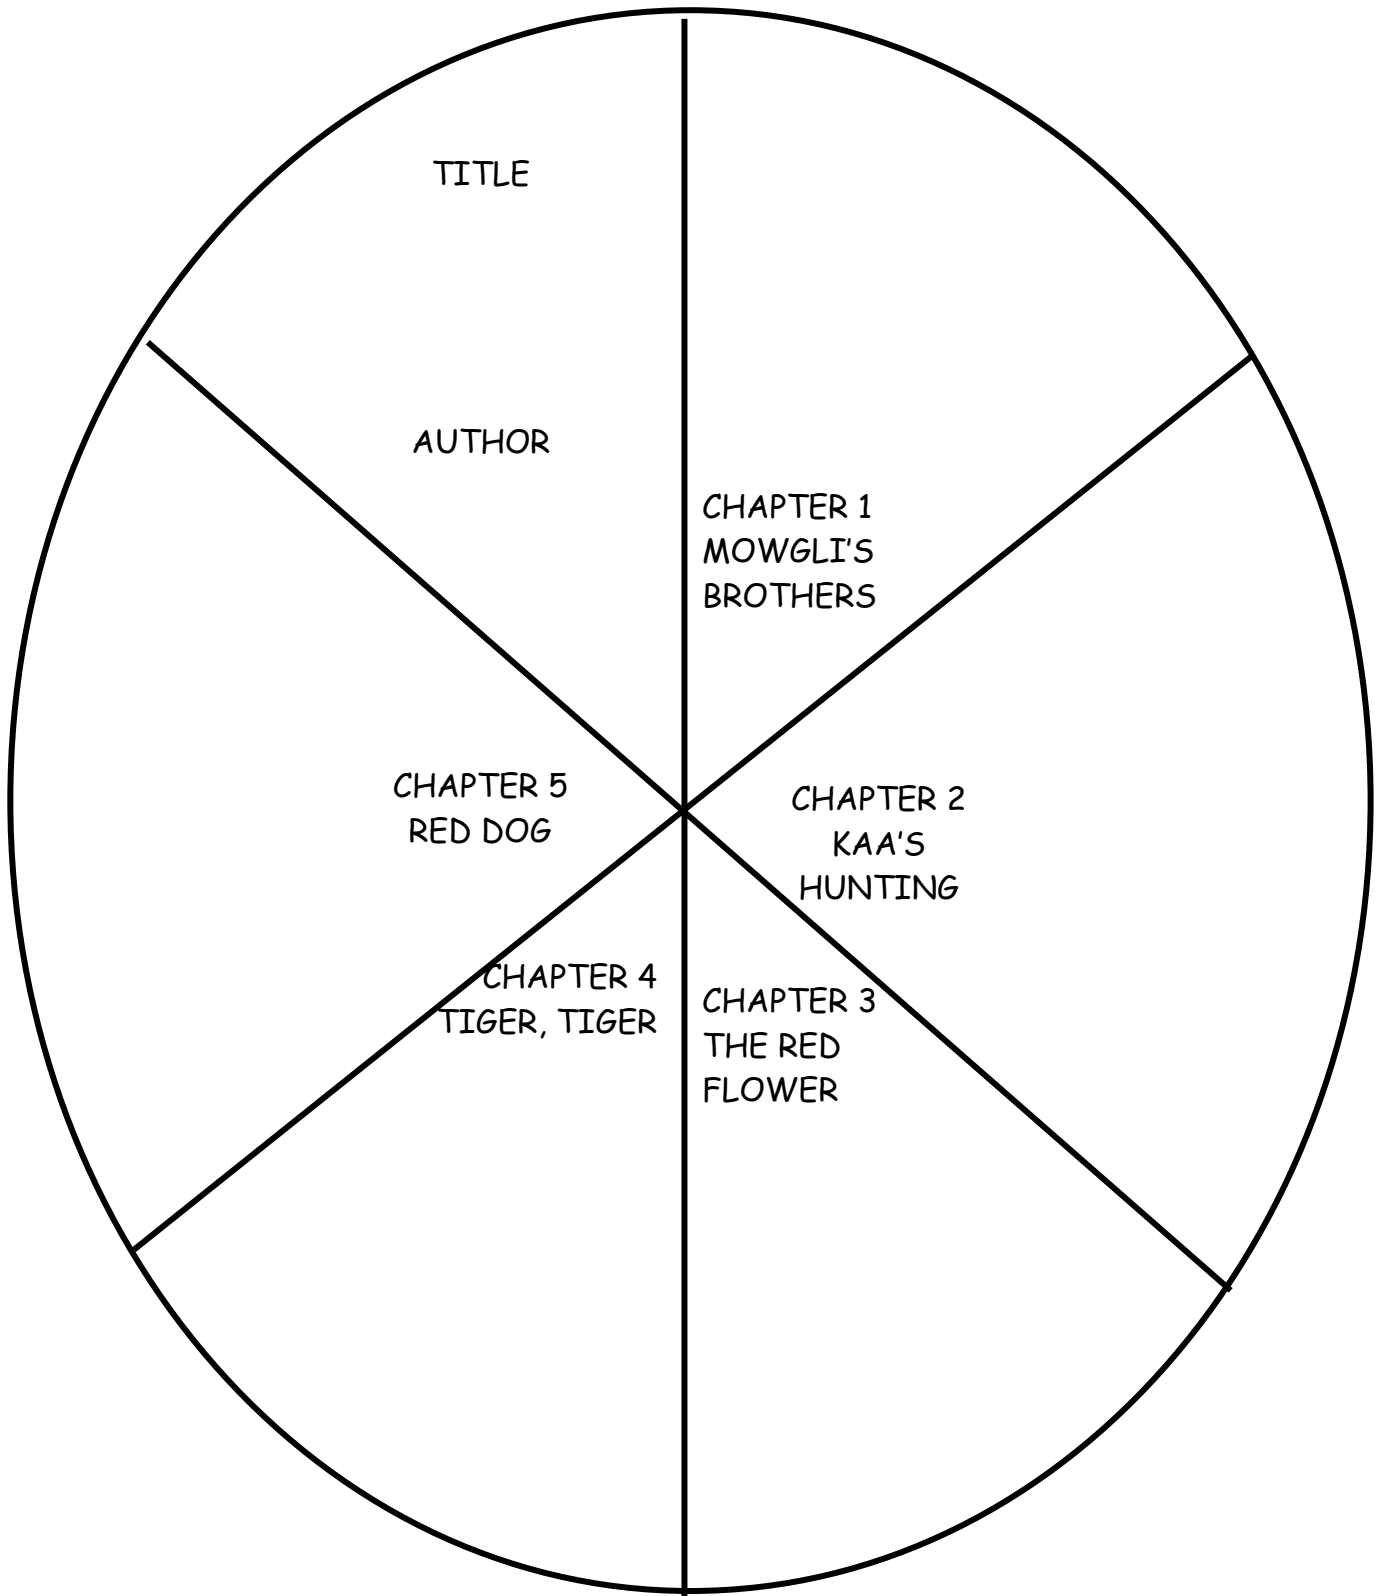 TITLE
AUTHOR
CHAPTER 1
MOWGLI'S
BROTHERS
CHAPTER 2
KAA'S
HUNTING
CHAPTER 3
THE RED
FLOWER
CHAPTER 4
TIGER, TIGER
CHAPTER 5
RED DOG